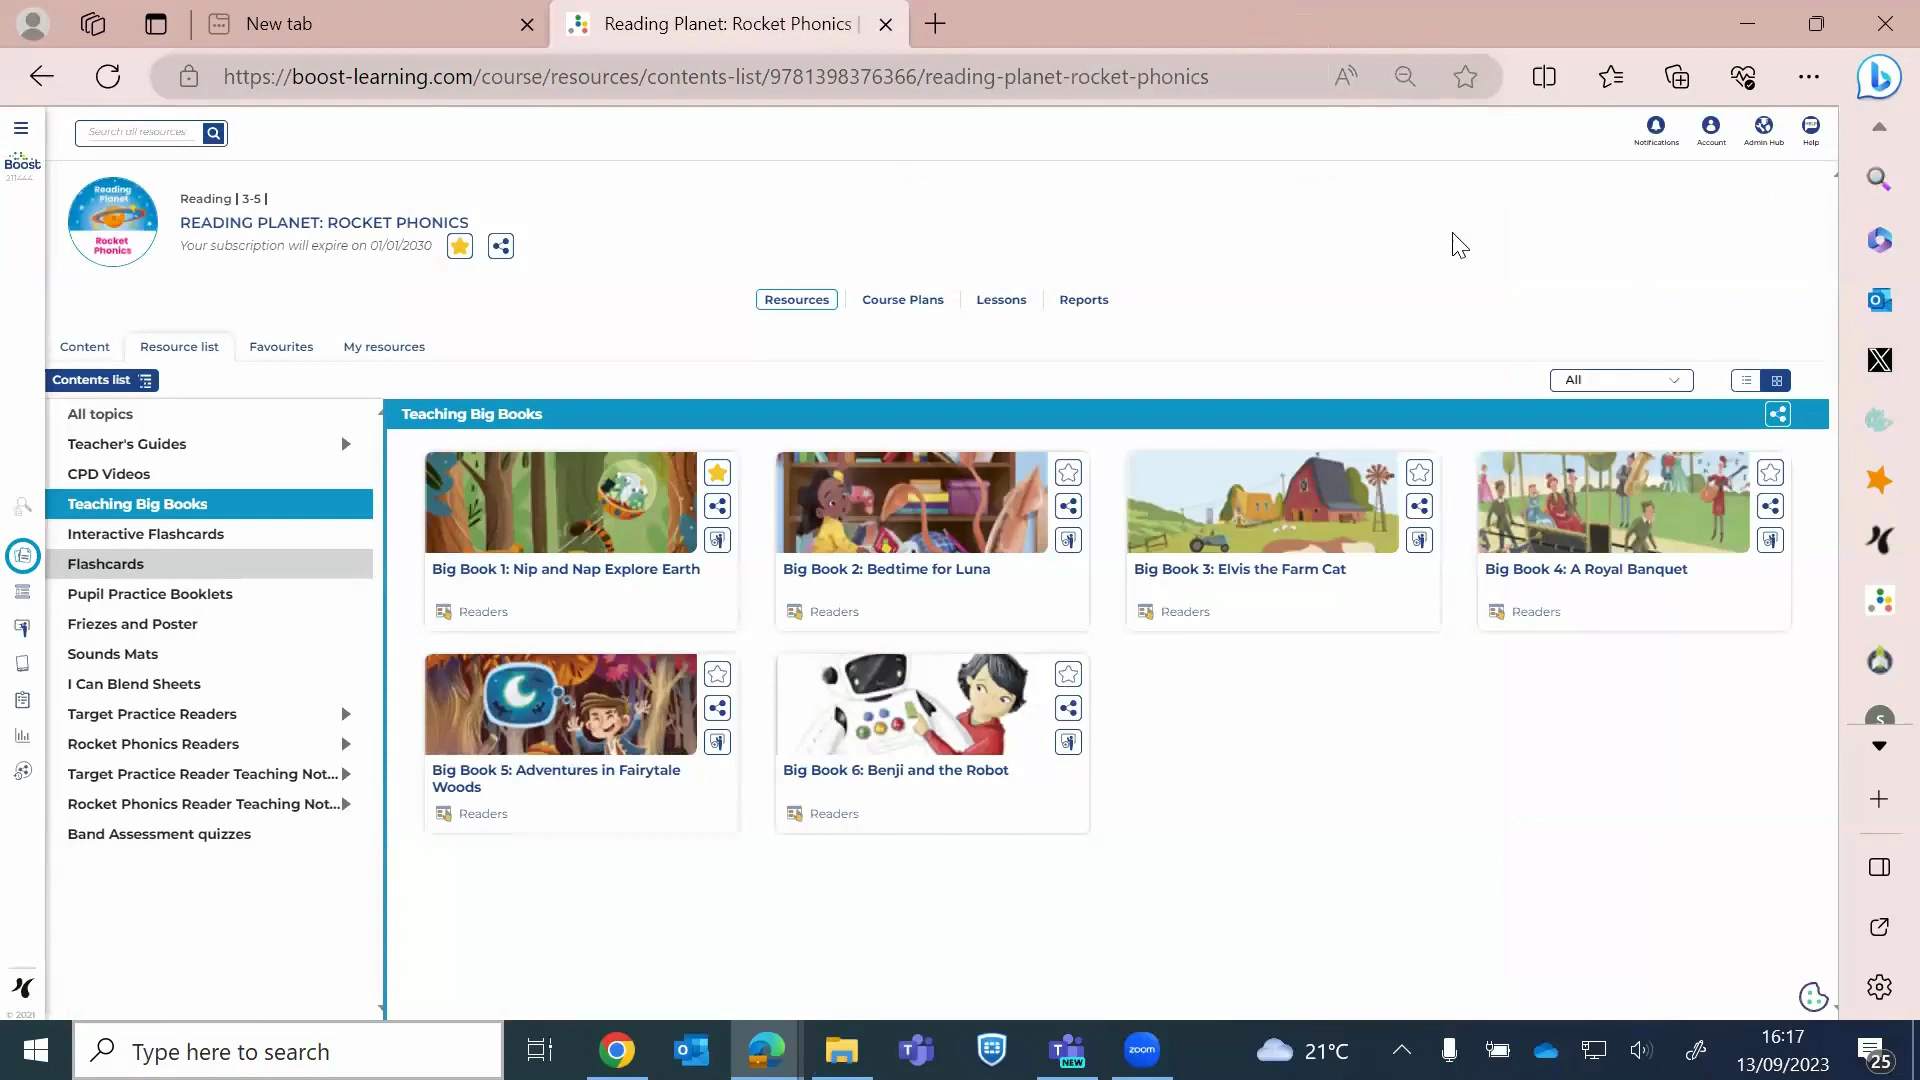 New tab
Reading Planet: Rocket Phonics |
https://boost-learning.com/course/resources/contents-list/9781398376366/reading-planet-rocket-phonics
Search all resources
Notifications
Account
Admin Hub
Help
Boost
211444
Reading Planet
Rocket Phonics
Reading | 3-5 |
READING PLANET: ROCKET PHONICS
Your subscription will expire on 01/01/2030
Resources
Course Plans
Lessons
Reports
Content
Resource list
Favourites
My resources
Contents list
All
All topics
Teacher's Guides
CPD Videos
Teaching Big Books
Interactive Flashcards
Flashcards
Pupil Practice Booklets
Friezes and Poster
Sounds Mats
I Can Blend Sheets
Target Practice Readers
Rocket Phonics Readers
Target Practice Reader Teaching Not...
Rocket Phonics Reader Teaching Not...
Band Assessment quizzes
Teaching Big Books
Big Book 1: Nip and Nap Explore Earth
Readers
Big Book 2: Bedtime for Luna
Readers
Big Book 3: Elvis the Farm Cat
Readers
Big Book 4: A Royal Banquet
Readers
Big Book 5: Adventures in Fairytale
Woods
Readers
Big Book 6: Benji and the Robot
Readers
© 2021
S
Type here to search
NEW
zoom
21°C
16:17
13/09/2023
25